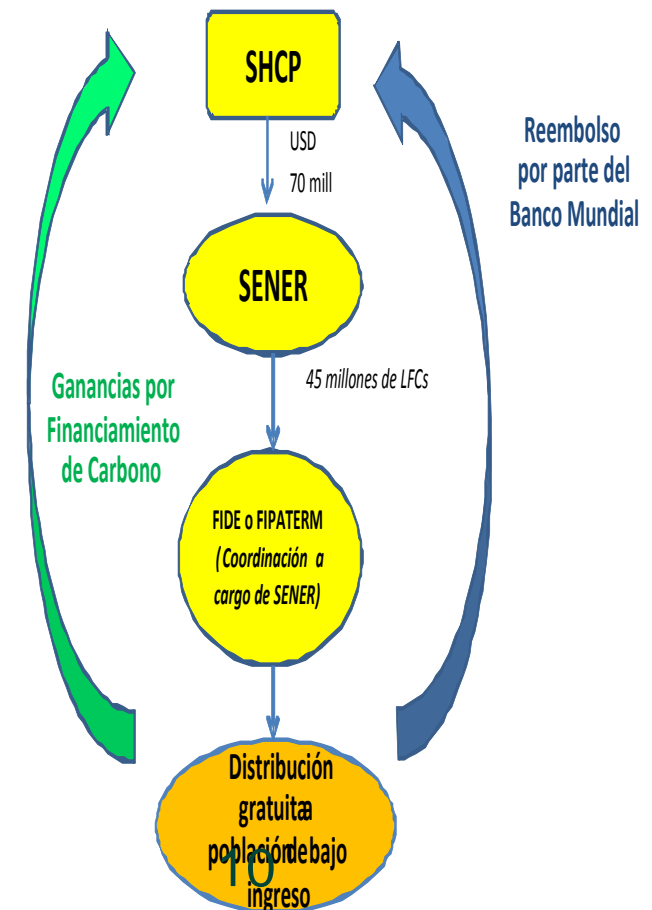 SHCP
USD
70 mill
Reembolso
por parte del
Banco Mundial
SENER
45 millones de LFCs
Ganancias por
Financiamiento
de Carbono
FIDE o FIPATERM
(Coordinación a
cargo de SENER)
Distribución
gratuita a
población de bajo
ingreso
10